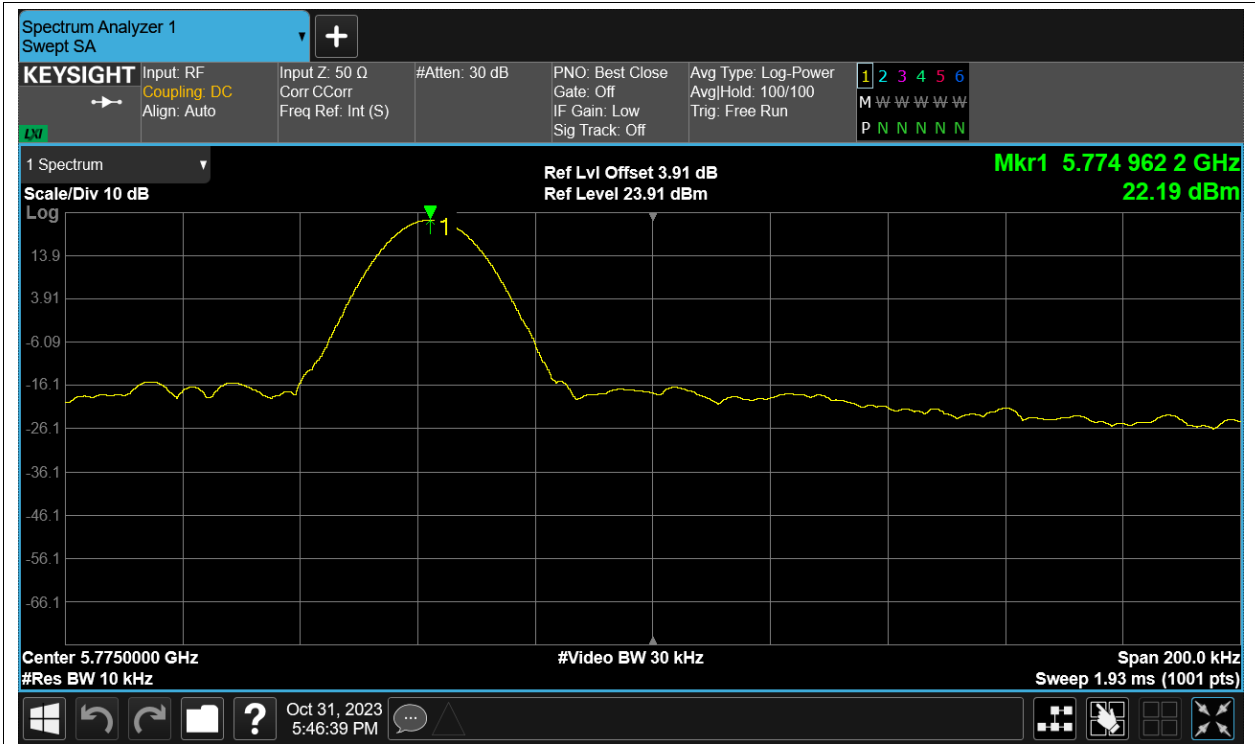 Spectrum Analyzer 1
Swept SA
+
KEYSIGHT
Input: RF
Coupling: DC
Align: Auto
Input Z: 50 Ω
Corr CCorr
Freq Ref: Int (S)
#Atten: 30 dB
PNO: Best Close
Gate: Off
IF Gain: Low
Sig Track: Off
Avg Type: Log-Power
Avg|Hold: 100/100
Trig: Free Run
1 2 3 4 5 6
M W W W W W W
P N N N N N N
LXI
1 Spectrum
Scale/Div 10 dB
Ref Lvl Offset 3.91 dB
Ref Level 23.91 dBm
Mkr1 5.774 962 2 GHz
22.19 dBm
Log
1
13.9
3.91
-6.09
-16.1
-26.1
-36.1
-46.1
-56.1
-66.1
Center 5.7750000 GHz
#Res BW 10 kHz
#Video BW 30 kHz
Span 200.0 kHz
Sweep 1.93 ms (1001 pts)
?
Oct 31, 2023
5:46:39 PM